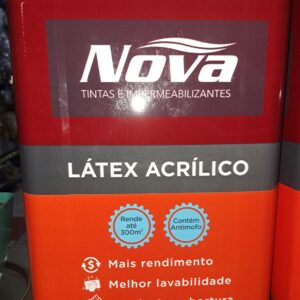 Nova
TINTAS E IMPERMEABILIZANTES
LÁTEX ACRÍLICO
Rende
até
300m²
Contém
Antimofo
Mais rendimento
Melhor lavabilidade